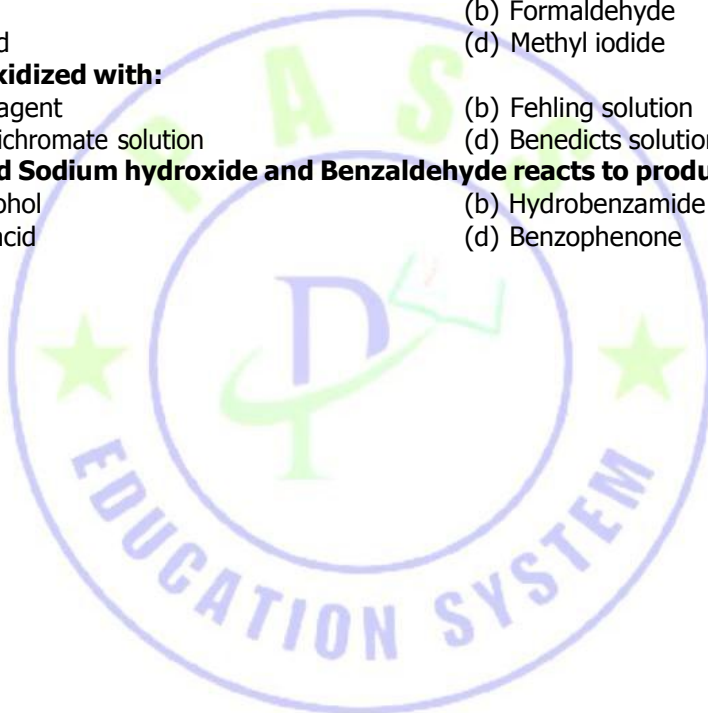 (b) Formaldehyde
d
(d) Methyl iodide
xidized with:
agent
(b) Fehling solution
ichromate solution
(d) Benedicts solution
d Sodium hydroxide and Benzaldehyde reacts to produ
ohol
(b) Hydrobenzamide
cid
(d) Benzophenone
PASS
EDUCATION SYSTEM